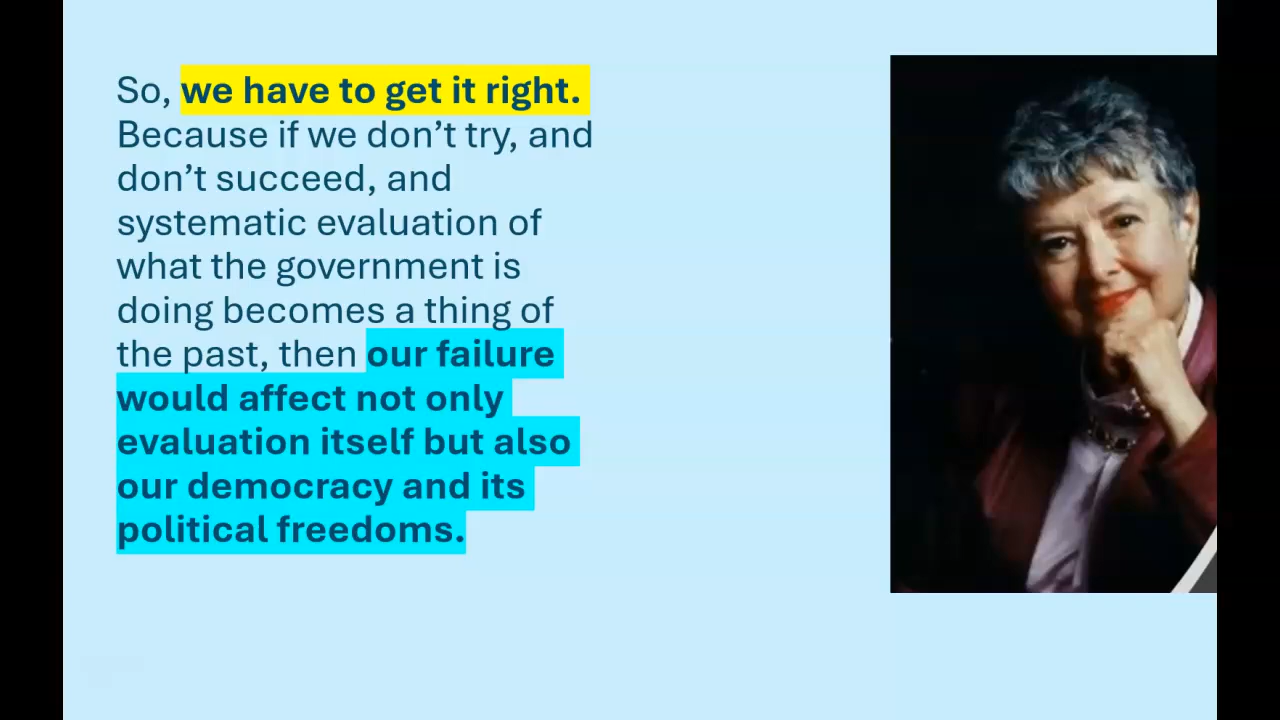 So, we have to get it right.
Because if we don’t try, and
don’t succeed, and
systematic evaluation of
what the government is
doing becomes a thing of
the past, then our failure
would affect not only
evaluation itself but also
our democracy and its
political freedoms.